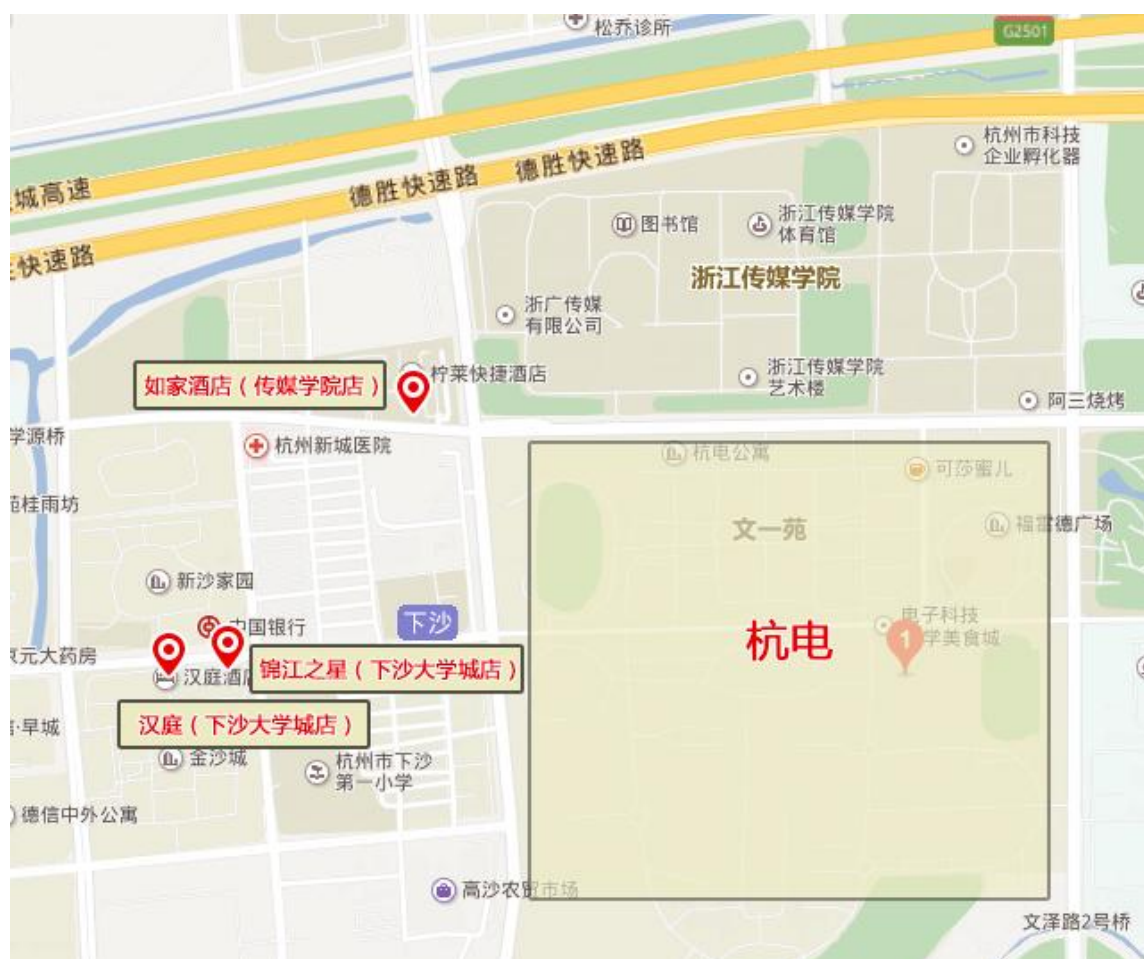 松乔诊所
G2501
城高速
德胜快速路
德胜快速路
快速路
杭州市科技
企业孵化器
图书馆
浙江传媒学院
体育馆
浙江传媒学院
浙广传媒
有限公司
如家酒店（传媒学院店）
柠莱快捷酒店
浙江传媒学院
艺术楼
阿三烧烤
学源桥
杭州新城医院
杭电公寓
可莎蜜儿
桂雨坊
文一苑
福雷德广场
新沙家园
中国银行
下沙
电子科技
学美食城
杭电
1
元大药房
汉庭酒店
锦江之星（下沙大学城店）
汉庭（下沙大学城店）
早城
金沙城
杭州市下沙
第一小学
德信中外公寓
高沙农贸市场
文泽路2号桥